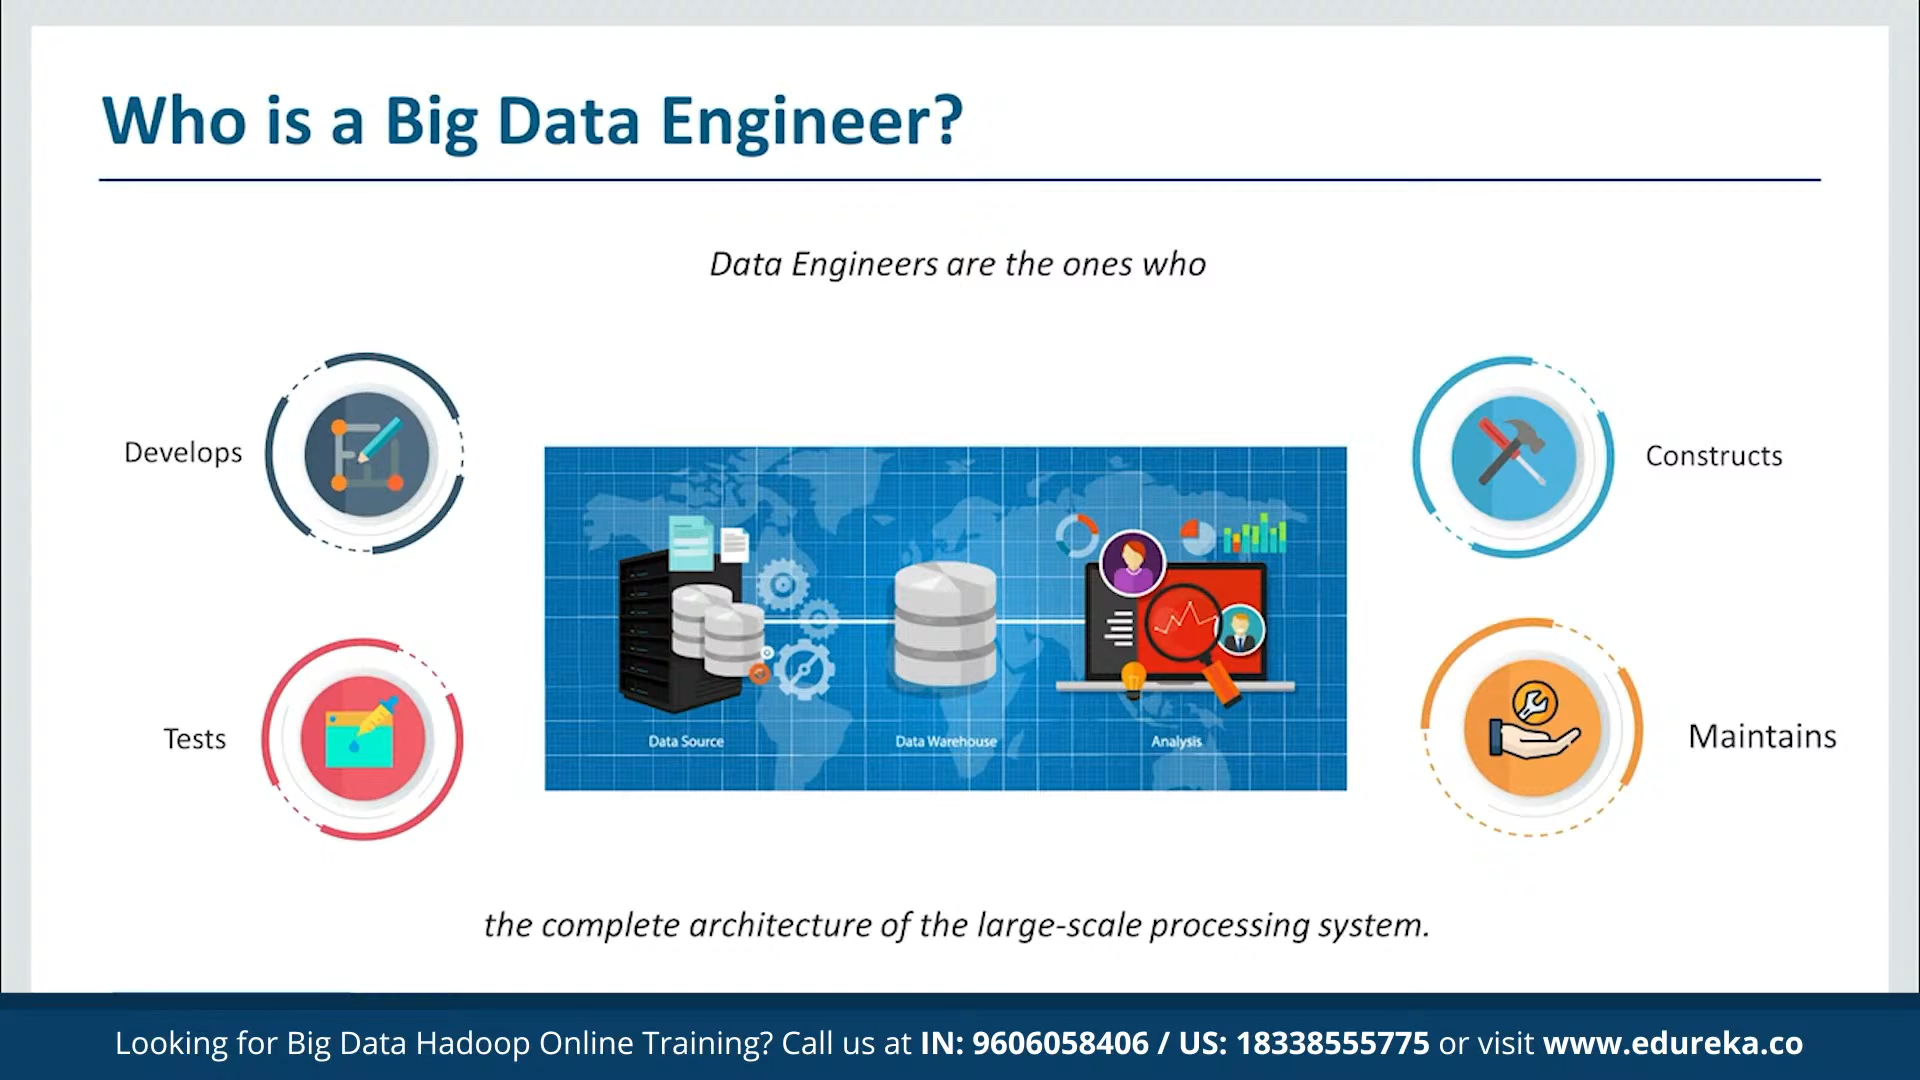 Who is a Big Data Engineer?
Data Engineers are the ones who
Develops
Constructs
Data Source
Data Warehouse
Analysis
Tests
Maintains
the complete architecture of the large-scale processing system.
Looking for Big Data Hadoop Online Training? Call us at IN: 9606058406 / US: 18338555775 or visit www.edureka.co